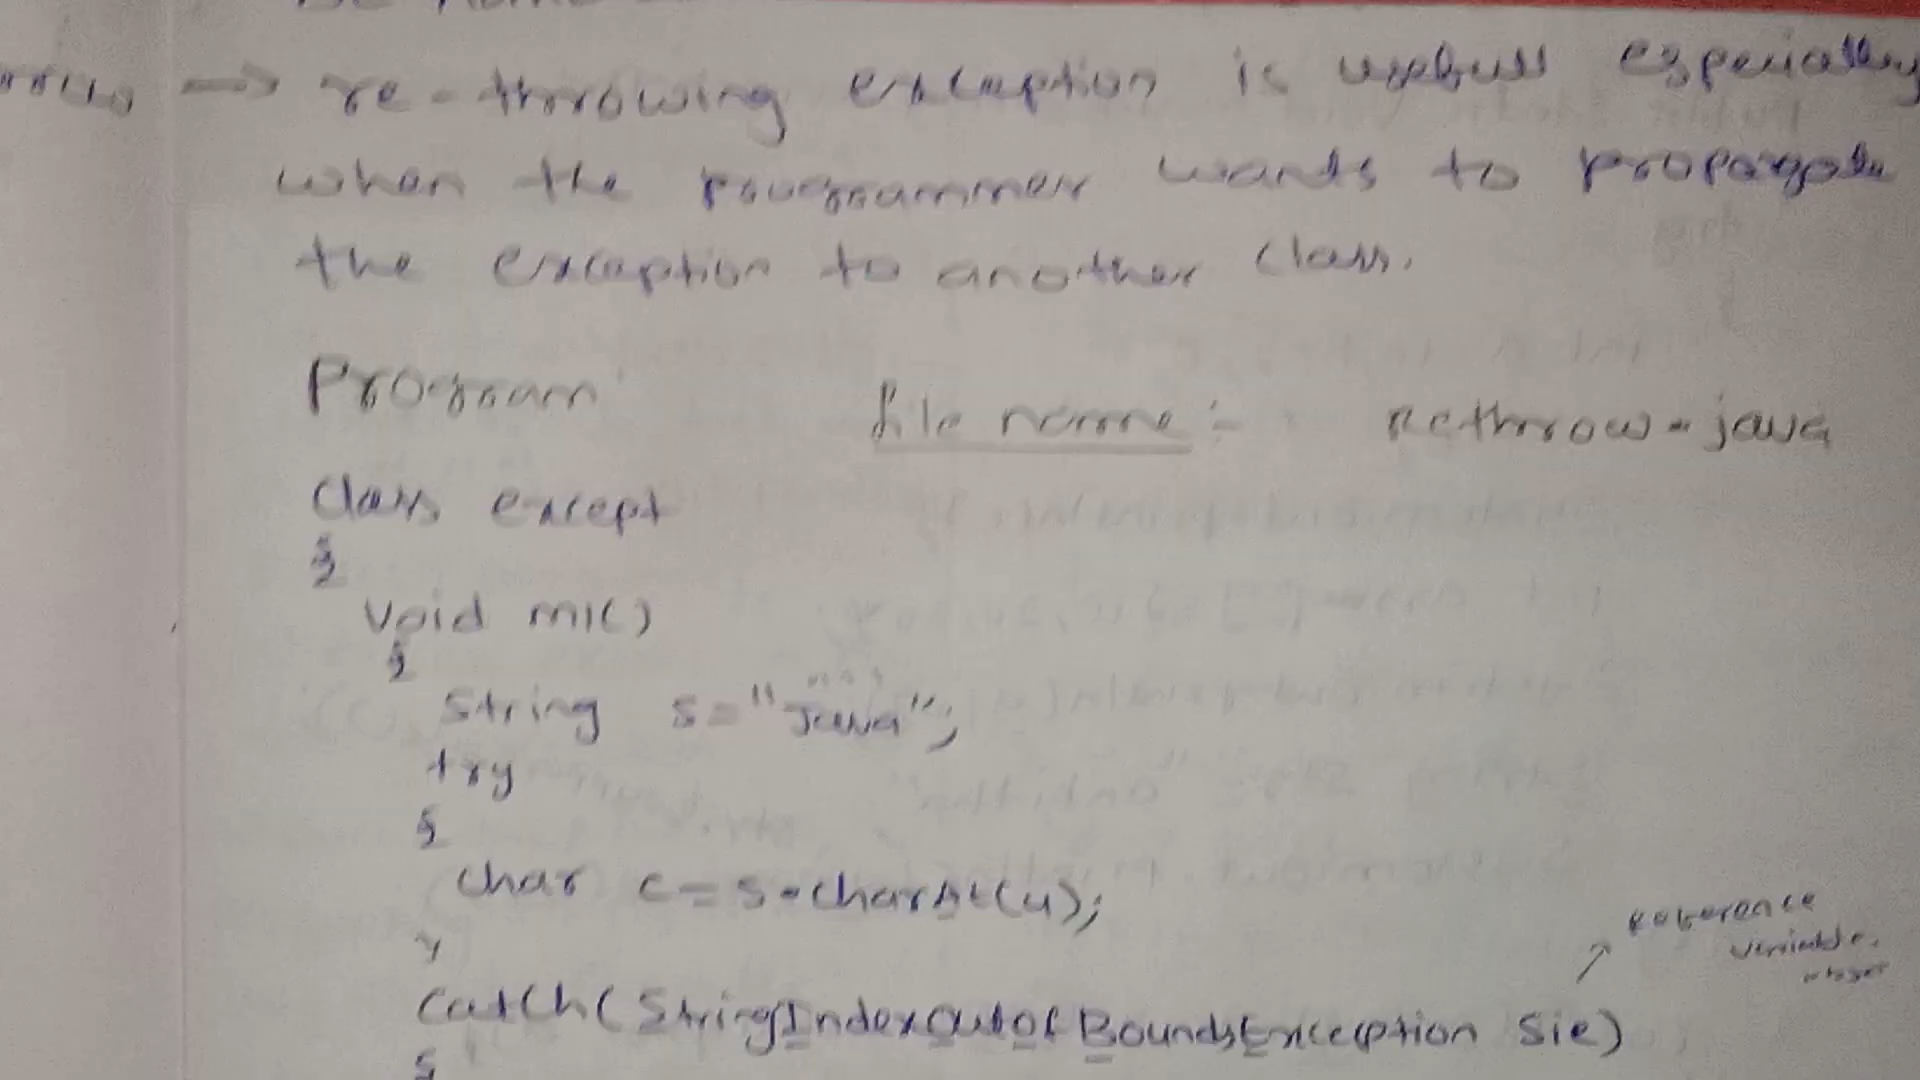 → re-throwing exception is usefull especially
when the programmer wants to propagate
the exception to another class.
Program file name :- Rethrow.java
class except
{
void m1()
{
String s="Java";
try
{
char c=s.charAt(4);
}
catch(StringIndexOutOfBoundsException sie)
{
Reference
variable.